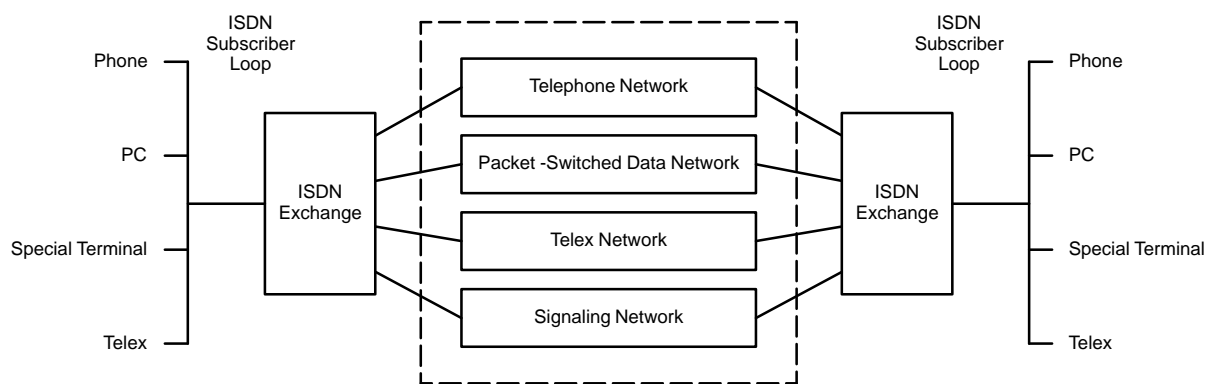 ISDN
Subscriber
Loop
Phone
PC
Special Terminal
Telex
ISDN
Exchange
Telephone Network
Packet -Switched Data Network
Telex Network
Signaling Network
ISDN
Exchange
ISDN
Subscriber
Loop
Phone
PC
Special Terminal
Telex